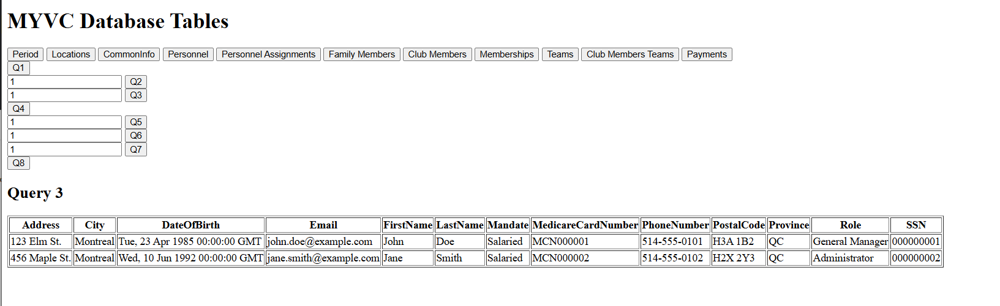 MYVC Database Tables
Period Locations CommonInfo Personnel Personnel Assignments Family Members Club Members Memberships Teams Club Members Teams Payments
Q1
1 Q2
1 Q3
Q4
1 Q5
1 Q6
1 Q7
Q8
Query 3
Address City DateOfBirth Email FirstName LastName Mandate MedicareCardNumber PhoneNumber PostalCode Province Role SSN
123 Elm St. Montreal Tue, 23 Apr 1985 00:00:00 GMT john.doe@example.com John Doe Salaried MCN000001 514-555-0101 H3A 1B2 QC General Manager 000000001
456 Maple St. Montreal Wed, 10 Jun 1992 00:00:00 GMT jane.smith@example.com Jane Smith Salaried MCN000002 514-555-0102 H2X 2Y3 QC Administrator 000000002